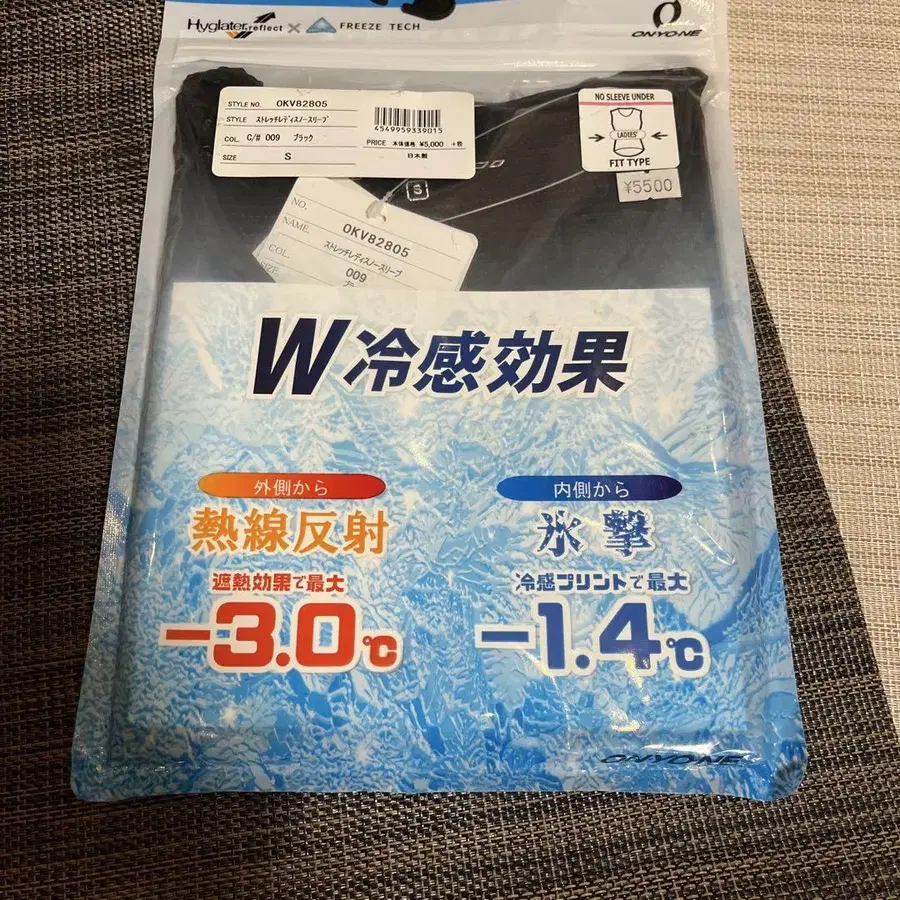 Hyglater reflect × FREEZE TECH
ONYONE
STYLE NO. OKV82805
STYLE ストレッチレディスノースリーブ
COL. C/# 009 ブラック
SIZE S
4549959339015
PRICE 本体価格 ¥5,000 +税
日本製
NO SLEEVE UNDER
LADIES'
FIT TYPE
¥5500
S
NO.
OKV82805
NAME.
ストレッチレディスノースリーブ
COL.
009
SIZE
W冷感効果
外側から
熱線反射
遮熱効果で最大
-3.0℃
内側から
氷撃
冷感プリントで最大
-1.4℃
ONYONE